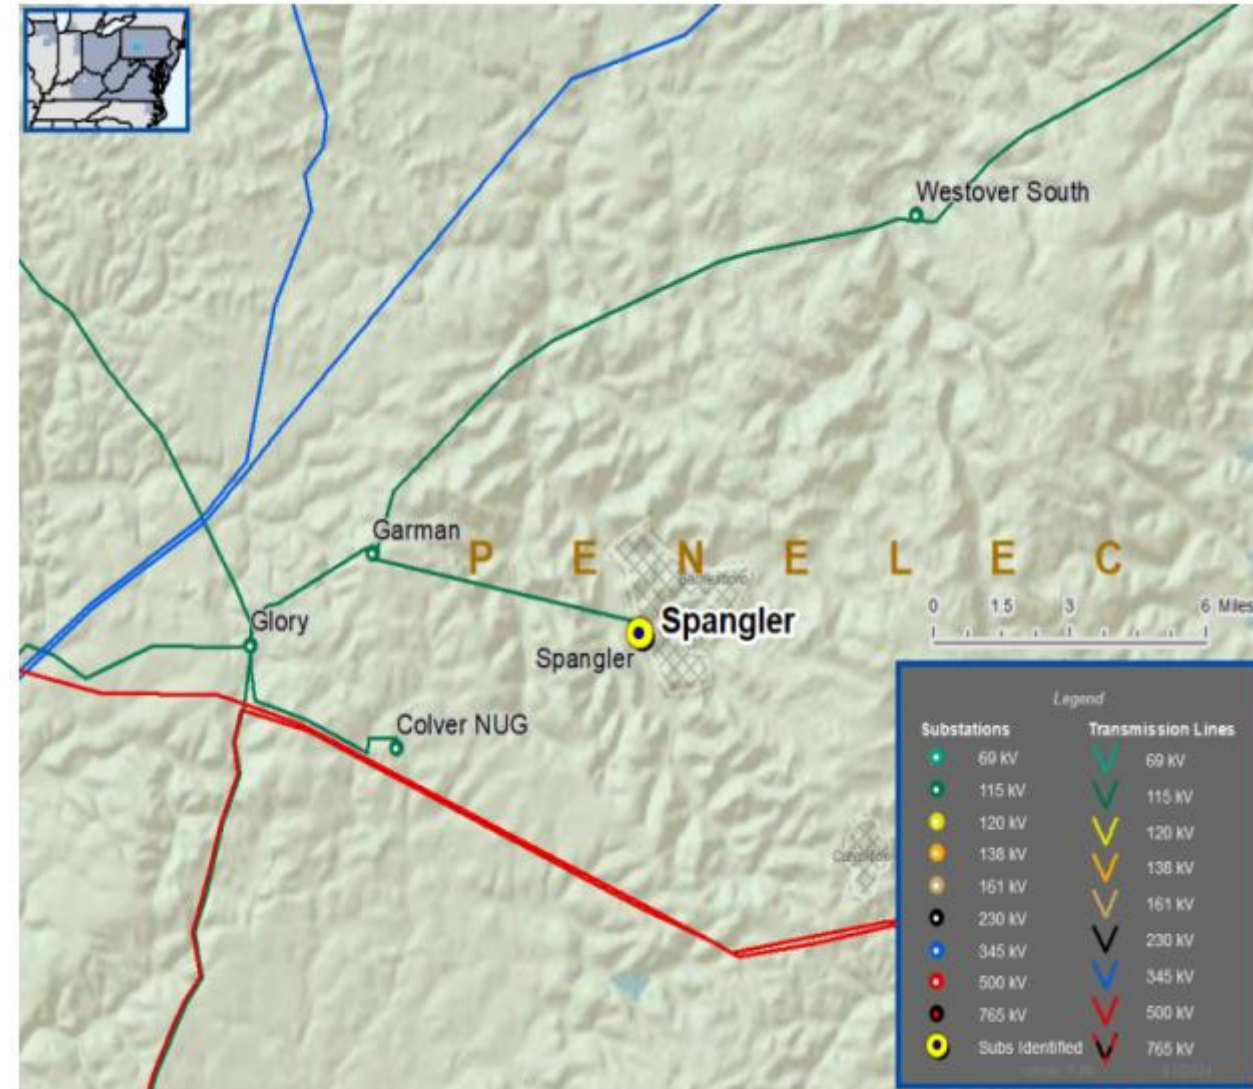 Westover South
Garman
P E N E L E C
Glory
Spangler
Spangler
0 1.5 3 6 Miles
Colver NUG
Legend
Substations Transmission Lines
69 kV 69 kV
115 kV 115 kV
120 kV 120 kV
138 kV 138 kV
161 kV 161 kV
230 kV 230 kV
345 kV 345 kV
500 kV 500 kV
765 kV 765 kV
Subs Identified